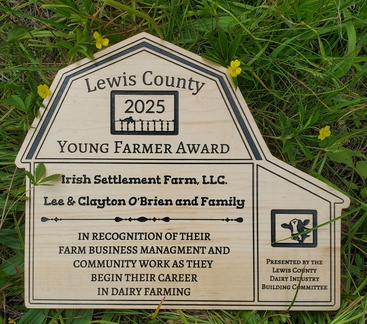 Lewis County
2025
Young Farmer Award
Irish Settlement Farm, LLC.
Lee & Clayton O'Brien and Family
IN RECOGNITION OF THEIR
FARM BUSINESS MANAGMENT AND
COMMUNITY WORK AS THEY
BEGIN THEIR CAREER
IN DAIRY FARMING
Presented by the
Lewis County
Dairy Industry
Building Committee